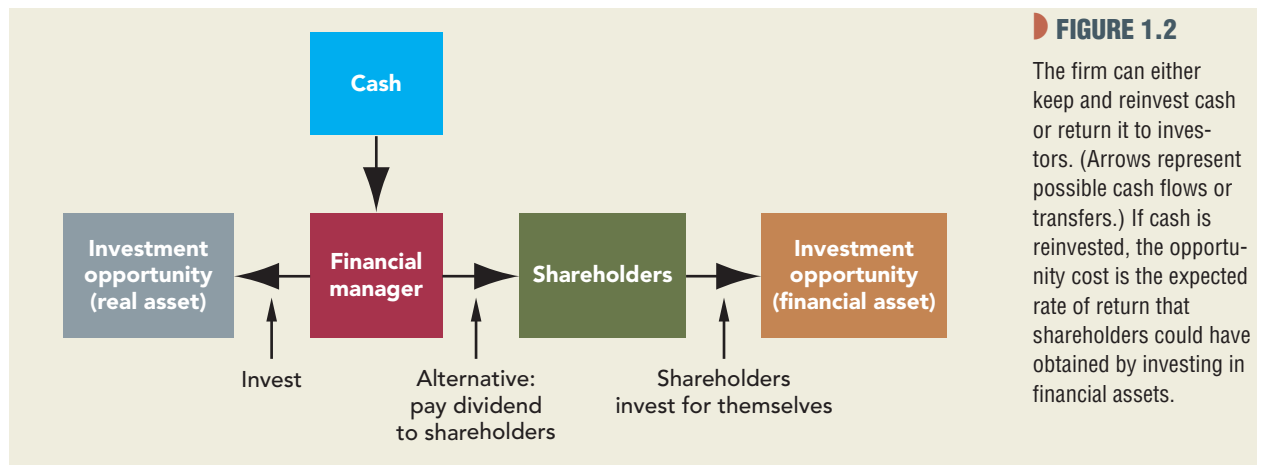 Cash
Investment
opportunity
(real asset)
Financial
manager
Shareholders
Investment
opportunity
(financial asset)
Invest
Alternative:
pay dividend
to shareholders
Shareholders
invest for themselves
FIGURE 1.2
The firm can either
keep and reinvest cash
or return it to inves-
tors. (Arrows represent
possible cash flows or
transfers.) If cash is
reinvested, the opportu-
nity cost is the expected
rate of return that
shareholders could have
obtained by investing in
financial assets.